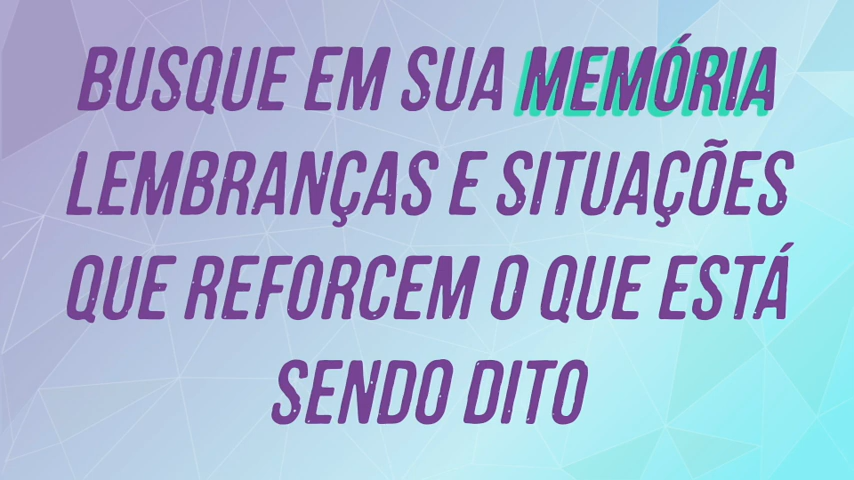 BUSQUE EM SUA MEMÓRIA
LEMBRANÇAS E SITUAÇÕES
QUE REFORCEM O QUE ESTÁ
SENDO DITO